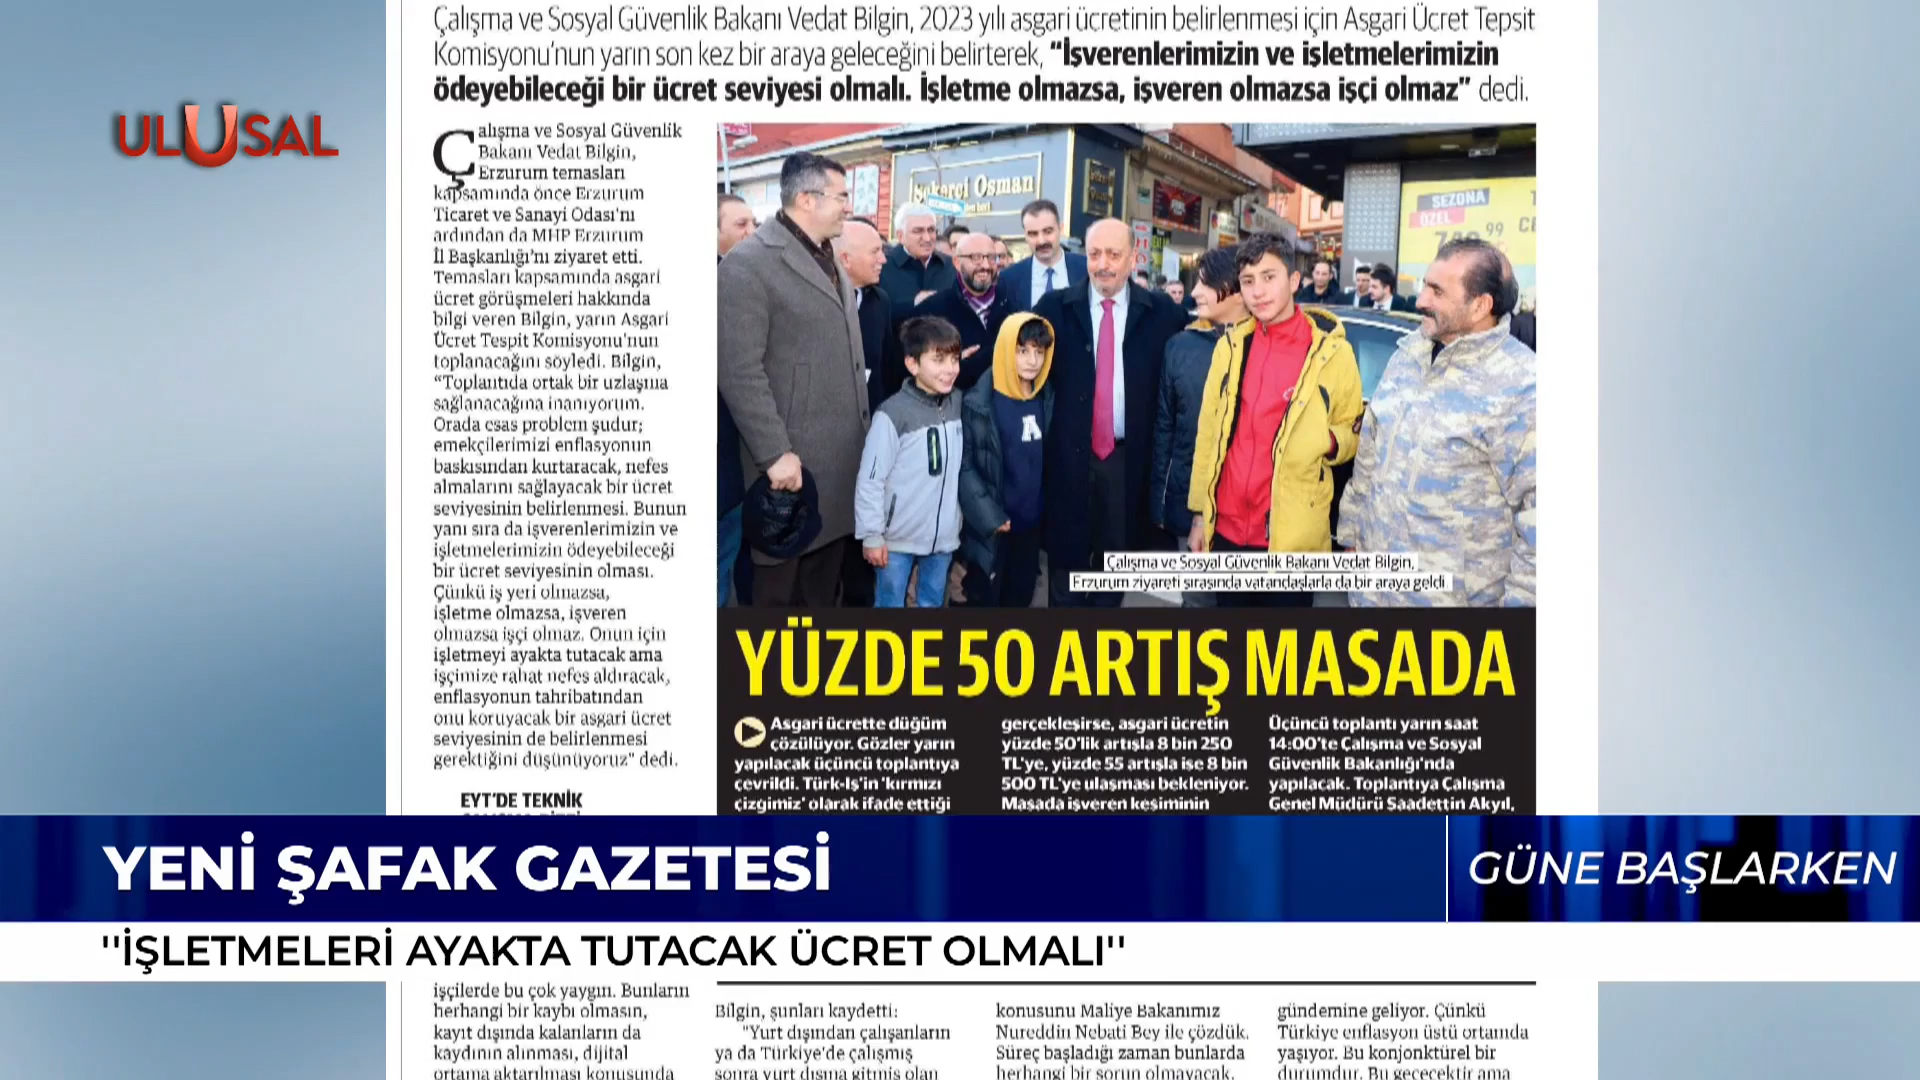 Çalışma ve Sosyal Güvenlik Bakanı Vedat Bilgin, 2023 yılı asgari ücretinin belirlenmesi için Asgari Ücret Tepsit
Komisyonu'nun yarın son kez bir araya geleceğini belirterek, "İşverenlerimizin ve işletmelerimizin
ödeyebileceği bir ücret seviyesi olmalı. İşletme olmazsa, işveren olmazsa işçi olmaz" dedi.
ULUSAL
Çalışma ve Sosyal Güvenlik
Bakanı Vedat Bilgin,
Erzurum temasları
kapsamında önce Erzurum
Ticaret ve Sanayi Odası'nı
ardından da MHP Erzurum
İl Başkanlığı'nı ziyaret etti.
Temasları kapsamında asgari
ücret görüşmeleri hakkında
bilgi veren Bilgin, yarın Asgari
Ücret Tespit Komisyonu'nun
toplanacağını söyledi. Bilgin,
"Toplantıda ortak bir uzlaşma
sağlanacağına inanıyorum.
Orada esas problem şudur;
emekçilerimizi enflasyonun
baskısından kurtaracak, nefes
almalarını sağlayacak bir ücret
seviyesinin belirlenmesi. Bunun
yanı sıra da işverenlerimizin ve
işletmelerimizin ödeyebileceği
bir ücret seviyesinin olması.
Çünkü iş yeri olmazsa,
işletme olmazsa, işveren
olmazsa işçi olmaz. Onun için
işletmeyi ayakta tutacak ama
işçimize rahat nefes aldıracak,
enflasyonun tahribatından
onu koruyacak bir asgari ücret
seviyesinin de belirlenmesi
gerektiğini düşünüyoruz" dedi.
EYT'DE TEKNİK
Şekerci Osman
SEZONA
ÖZEL
99
Çalışma ve Sosyal Güvenlik Bakanı Vedat Bilgin,
Erzurum ziyareti sırasında vatandaşlarla da bir araya geldi.
YÜZDE 50 ARTIŞ MASADA
Asgari ücrette düğüm
çözülüyor. Gözler yarın
yapılacak üçüncü toplantıya
çevrildi. Türk-İş'in 'kırmızı
çizgimiz' olarak ifade ettiği
gerçekleşirse, asgari ücretin
yüzde 50'lik artışla 8 bin 250
TL'ye, yüzde 55 artışla ise 8 bin
500 TL'ye ulaşması bekleniyor.
Masada işveren kesiminin
Üçüncü toplantı yarın saat
14:00'te Çalışma ve Sosyal
Güvenlik Bakanlığı'nda
yapılacak. Toplantıya Çalışma
Genel Müdürü Saadettin Akyıl,
YENİ ŞAFAK GAZETESİ
GÜNE BAŞLARKEN
''İŞLETMELERİ AYAKTA TUTACAK ÜCRET OLMALI''
işçilerde bu çok yaygın. Bunların
herhangi bir kaybı olmasın,
kayıt dışında kalanların da
kaydının alınması, dijital
ortama aktarılması konusunda
Bilgin, şunları kaydetti:
"Yurt dışından çalışanların
ya da Türkiye'de çalışmış
sonra yurt dışına gitmiş olan
konusunu Maliye Bakanımız
Nureddin Nebati Bey ile çözdük.
Süreç başladığı zaman bunlarda
herhangi bir sorun olmayacak.
gündemine geliyor. Çünkü
Türkiye enflasyon üstü ortamda
yaşıyor. Bu konjonktürel bir
durumdur. Bu geçecektir ama